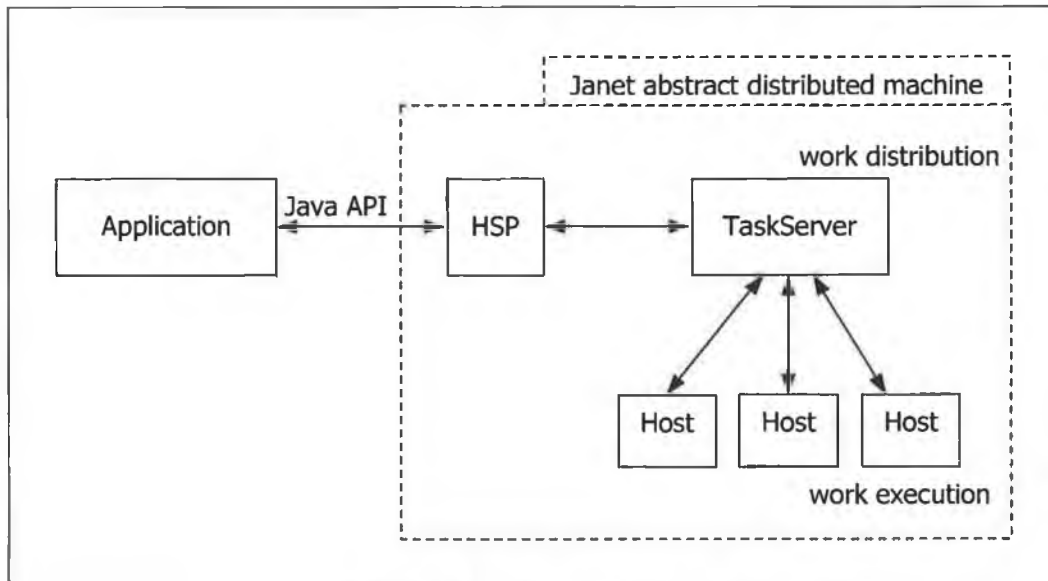 Janet abstract distributed machine
work distribution
Application
Java API
HSP
TaskServer
Host
Host
Host
work execution